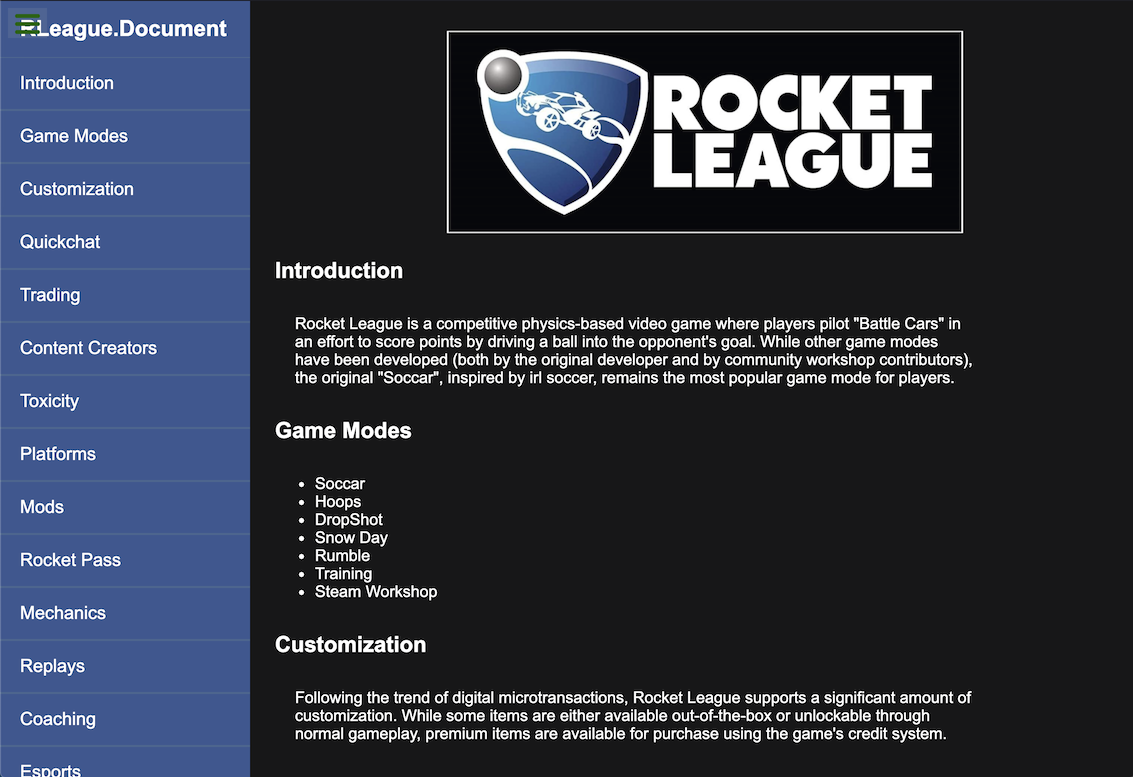 RLeague.Document
Introduction
Game Modes
Customization
Quickchat
Trading
Content Creators
Toxicity
Platforms
Mods
Rocket Pass
Mechanics
Replays
Coaching
Esports
ROCKET
LEAGUE
Introduction
Rocket League is a competitive physics-based video game where players pilot "Battle Cars" in
an effort to score points by driving a ball into the opponent's goal. While other game modes
have been developed (both by the original developer and by community workshop contributors),
the original "Soccar", inspired by irl soccer, remains the most popular game mode for players.
Game Modes
• Soccar
• Hoops
• DropShot
• Snow Day
• Rumble
• Training
• Steam Workshop
Customization
Following the trend of digital microtransactions, Rocket League supports a significant amount of
customization. While some items are either available out-of-the-box or unlockable through
normal gameplay, premium items are available for purchase using the game's credit system.